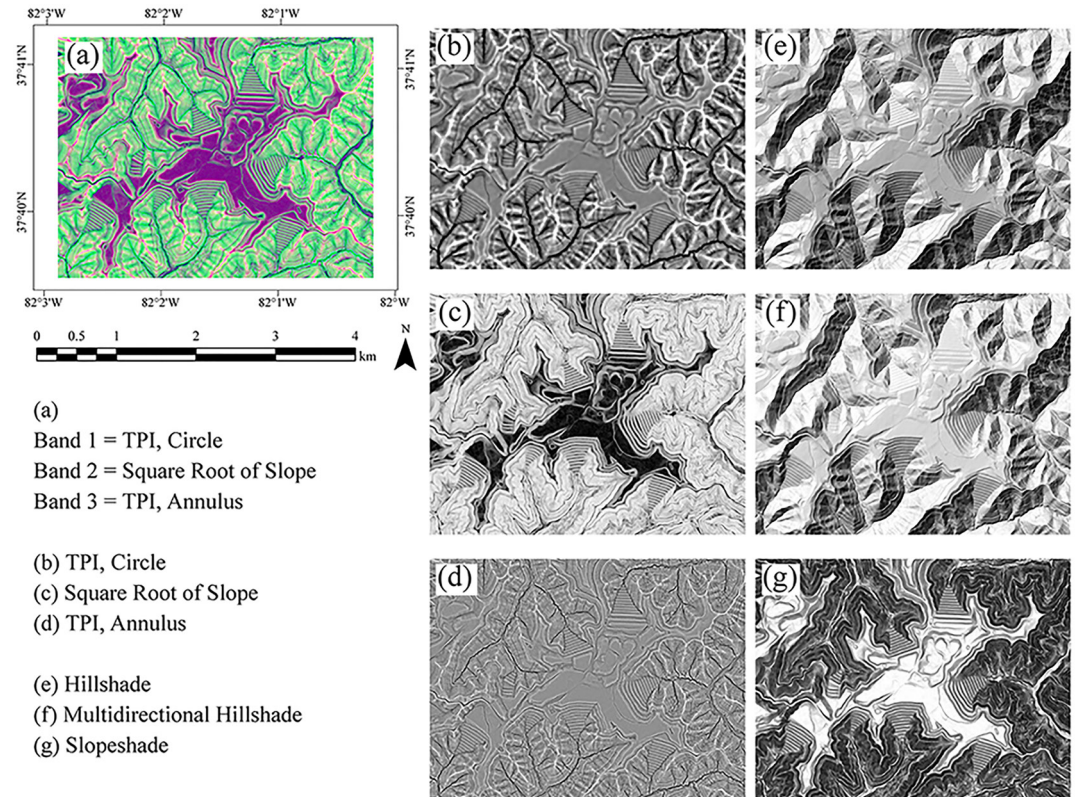 82°3'W 82°2'W 82°1'W
(a)
37°41'N
37°41'N
37°40'N
37°40'N
82°3'W 82°2'W 82°1'W 82°W
0 0.5 1 2 3 4
km
N
(a)
Band 1 = TPI, Circle
Band 2 = Square Root of Slope
Band 3 = TPI, Annulus
(b) TPI, Circle
(c) Square Root of Slope
(d) TPI, Annulus
(e) Hillshade
(f) Multidirectional Hillshade
(g) Slopeshade
(b)
(e)
(c)
(f)
(d)
(g)